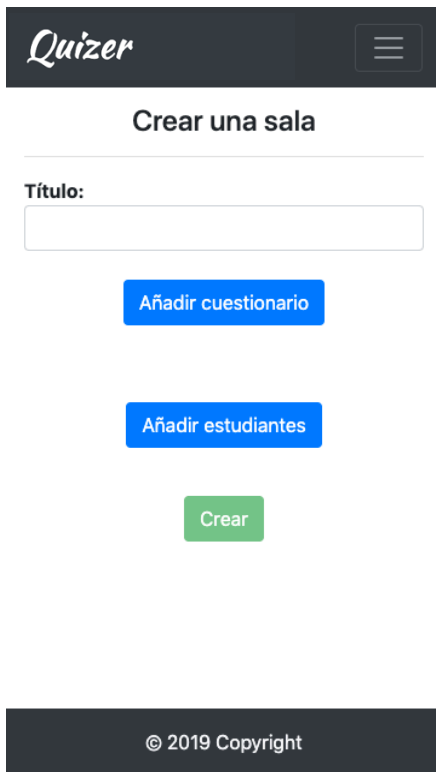 Quizer
Crear una sala
Título:
Añadir cuestionario
Añadir estudiantes
Crear
© 2019 Copyright